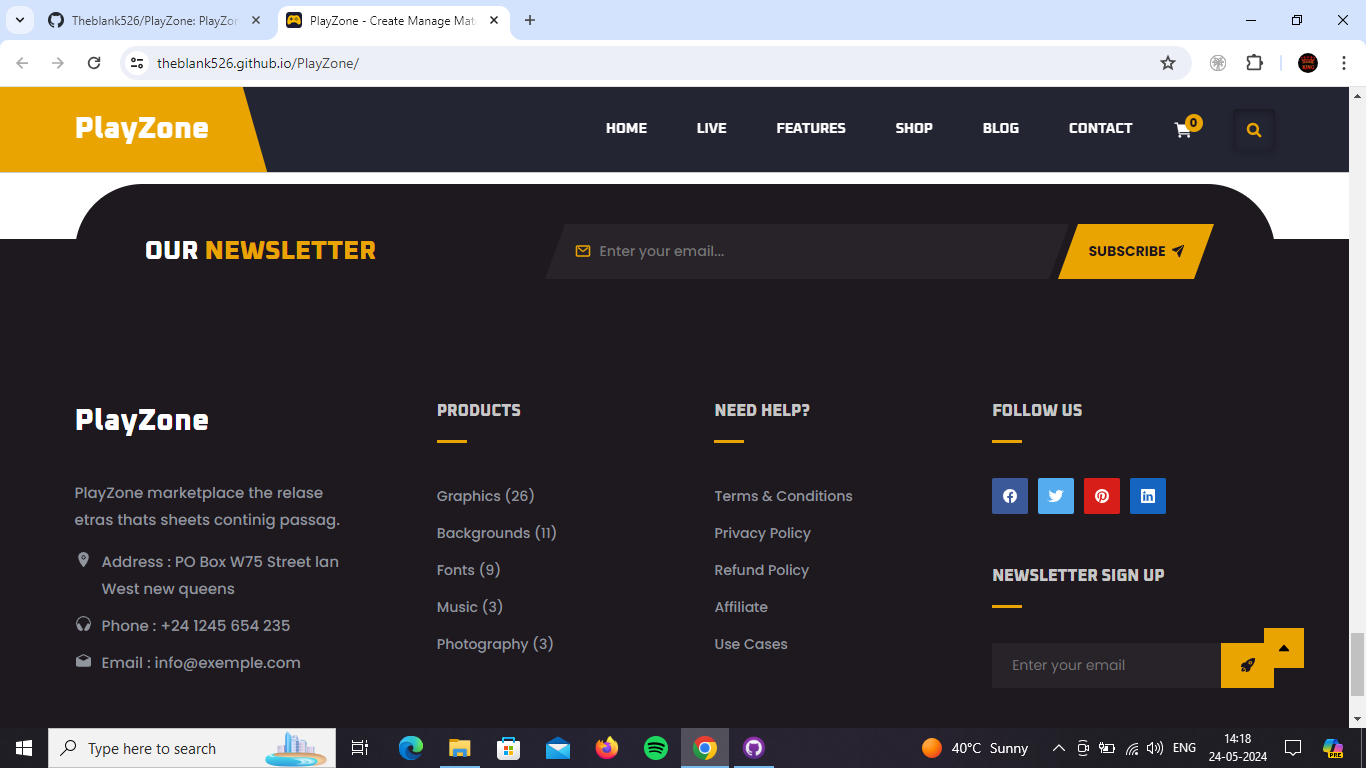 Theblank526/PlayZone: PlayZon
PlayZone - Create Manage Mat
theblank526.github.io/PlayZone/
PlayZone
HOME
LIVE
FEATURES
SHOP
BLOG
CONTACT
0
OUR NEWSLETTER
Enter your email...
SUBSCRIBE
PlayZone
PlayZone marketplace the relase
etras thats sheets continig passag.
Address : PO Box W75 Street lan
West new queens
Phone : +24 1245 654 235
Email : info@exemple.com
PRODUCTS
Graphics (26)
Backgrounds (11)
Fonts (9)
Music (3)
Photography (3)
NEED HELP?
Terms & Conditions
Privacy Policy
Refund Policy
Affiliate
Use Cases
FOLLOW US
NEWSLETTER SIGN UP
Enter your email
Type here to search
40°C Sunny
ENG
14:18
24-05-2024
PRE